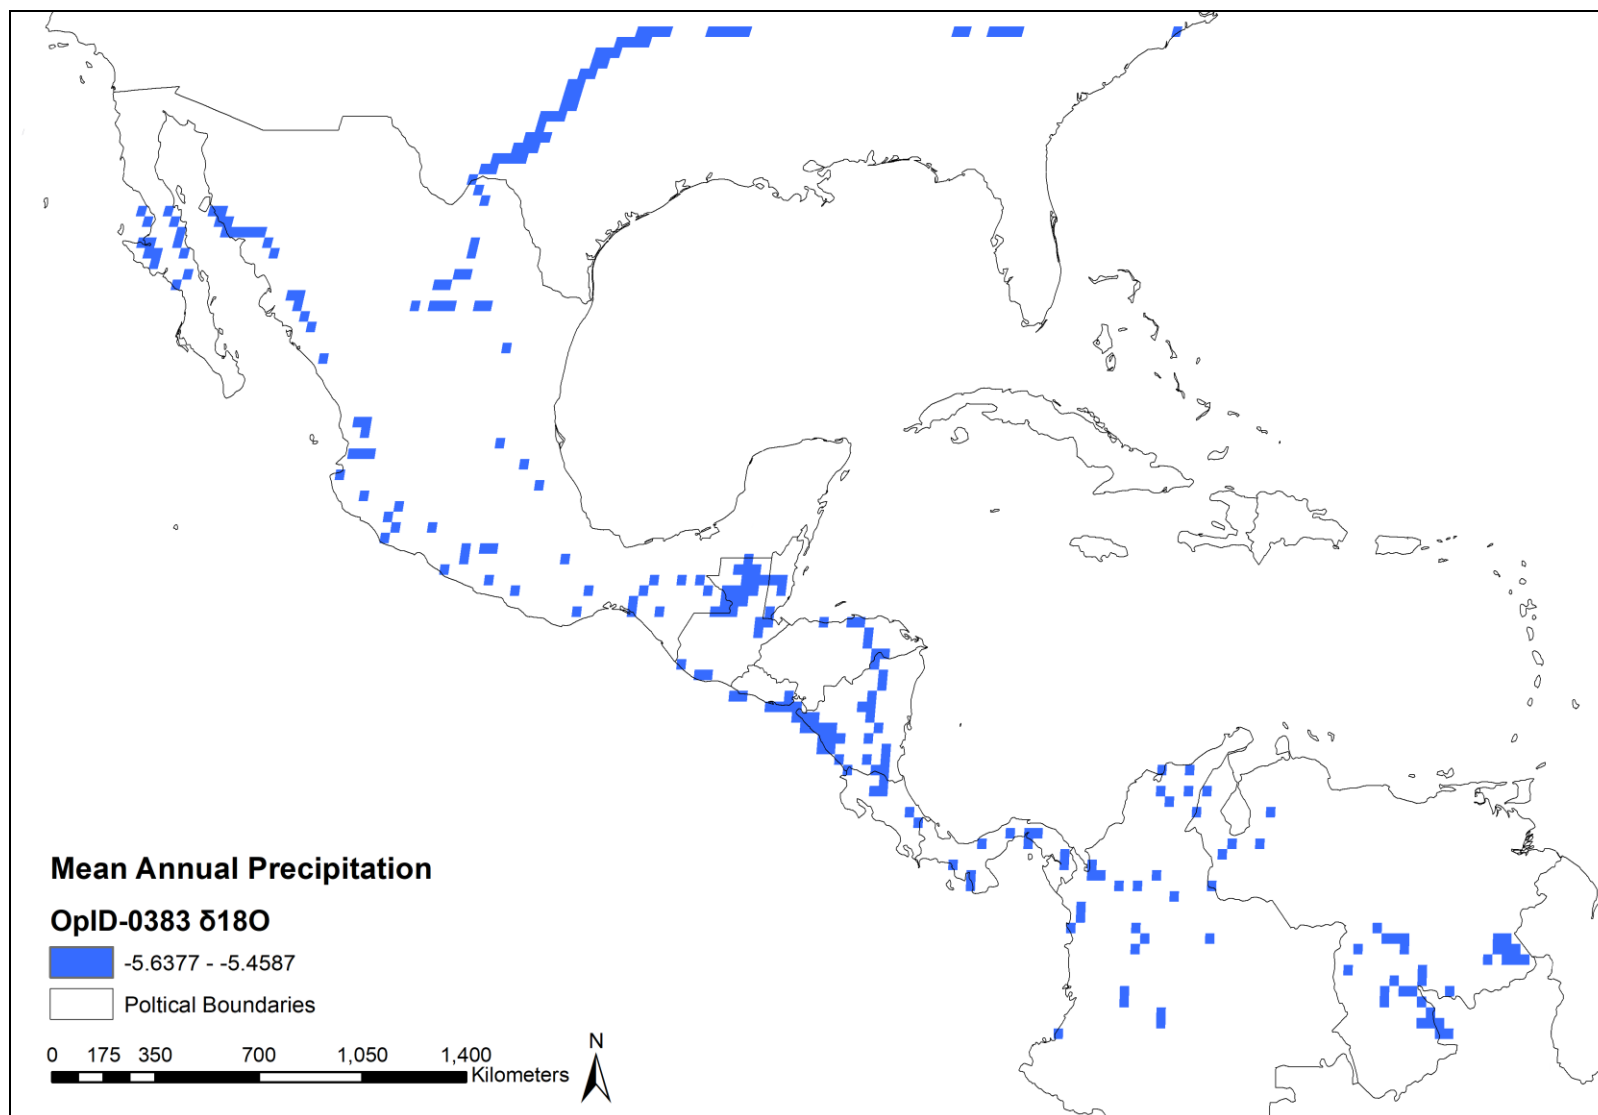 Mean Annual Precipitation
OpID-0383 δ18O
-5.6377 - -5.4587
Poltical Boundaries
0 175 350 700 1,050 1,400
Kilometers
N